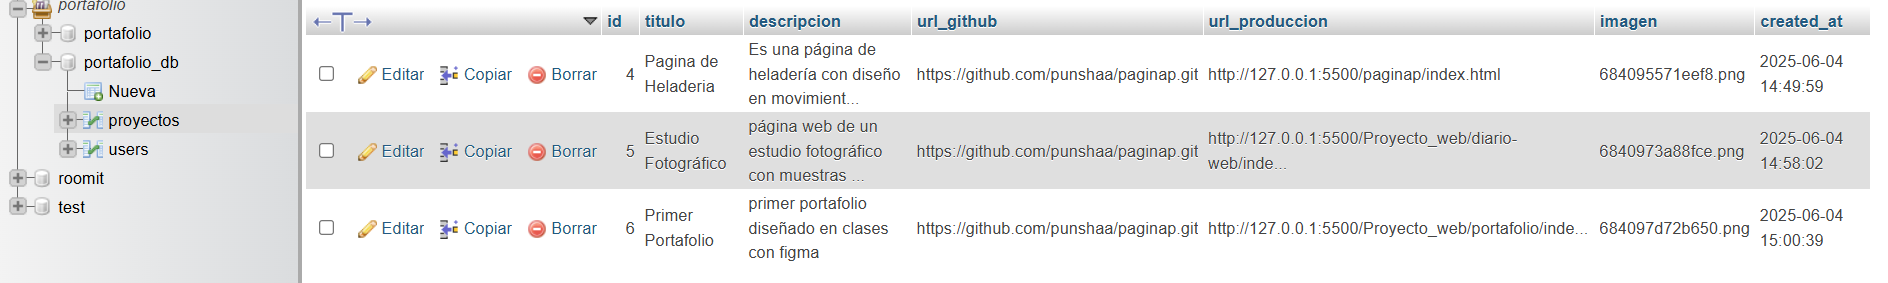 portafolio
portafolio
portafolio_db
Nueva
proyectos
users
roomit
test
id titulo descripcion url_github url_produccion imagen created_at
Editar Copiar Borrar 4 Pagina de Heladeria Es una página de heladería con diseño en movimient... https://github.com/punshaa/paginap.git http://127.0.0.1:5500/paginap/index.html 684095571eef8.png 2025-06-04 14:49:59
Editar Copiar Borrar 5 Estudio Fotográfico página web de un estudio fotográfico con muestras ... https://github.com/punshaa/paginap.git http://127.0.0.1:5500/Proyecto_web/diario-web/inde... 6840973a88fce.png 2025-06-04 14:58:02
Editar Copiar Borrar 6 Primer Portafolio primer portafolio diseñado en clases con figma https://github.com/punshaa/paginap.git http://127.0.0.1:5500/Proyecto_web/portafolio/inde... 684097d72b650.png 2025-06-04 15:00:39